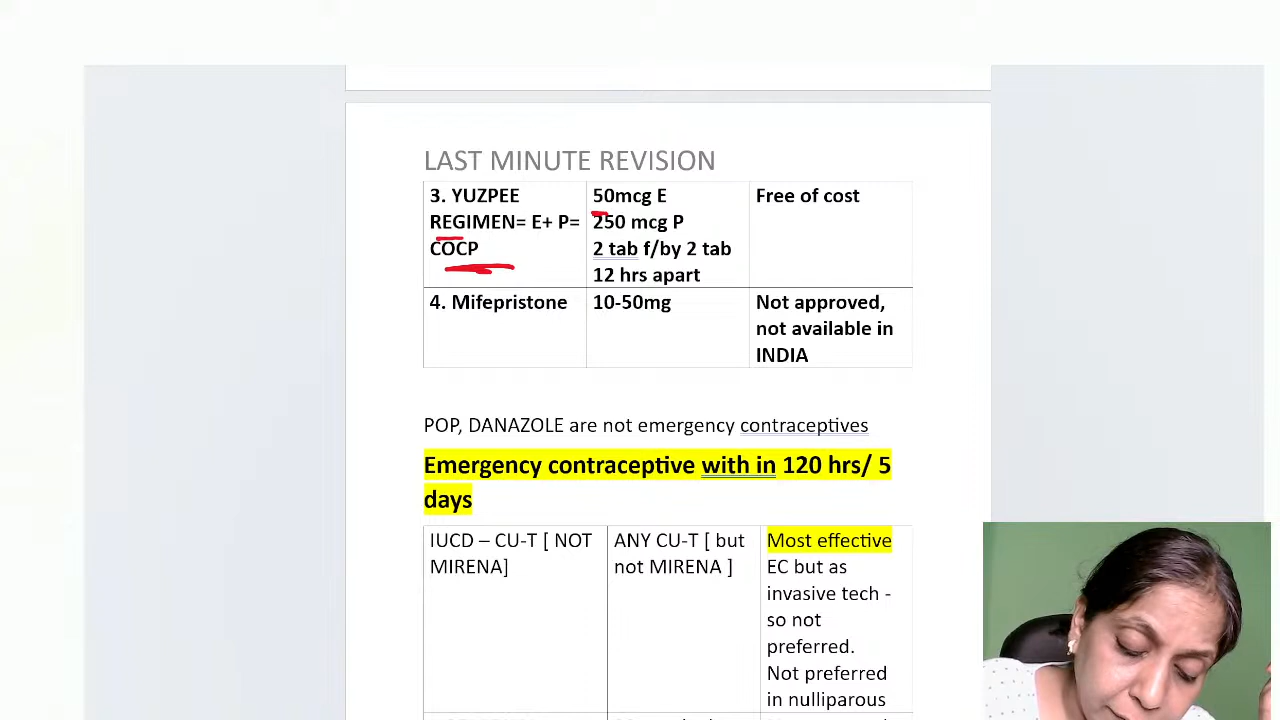 LAST MINUTE REVISION
3. YUZPEE
REGIMEN= E+ P=
COCP
50mcg E
250 mcg P
2 tab f/by 2 tab
12 hrs apart
Free of cost
4. Mifepristone
10-50mg
Not approved,
not available in
INDIA
POP, DANAZOLE are not emergency contraceptives
Emergency contraceptive with in 120 hrs/ 5
days
IUCD – CU-T [ NOT
MIRENA]
ANY CU-T [ but
not MIRENA ]
Most effective
EC but as
invasive tech -
so not
preferred.
Not preferred
in nulliparous